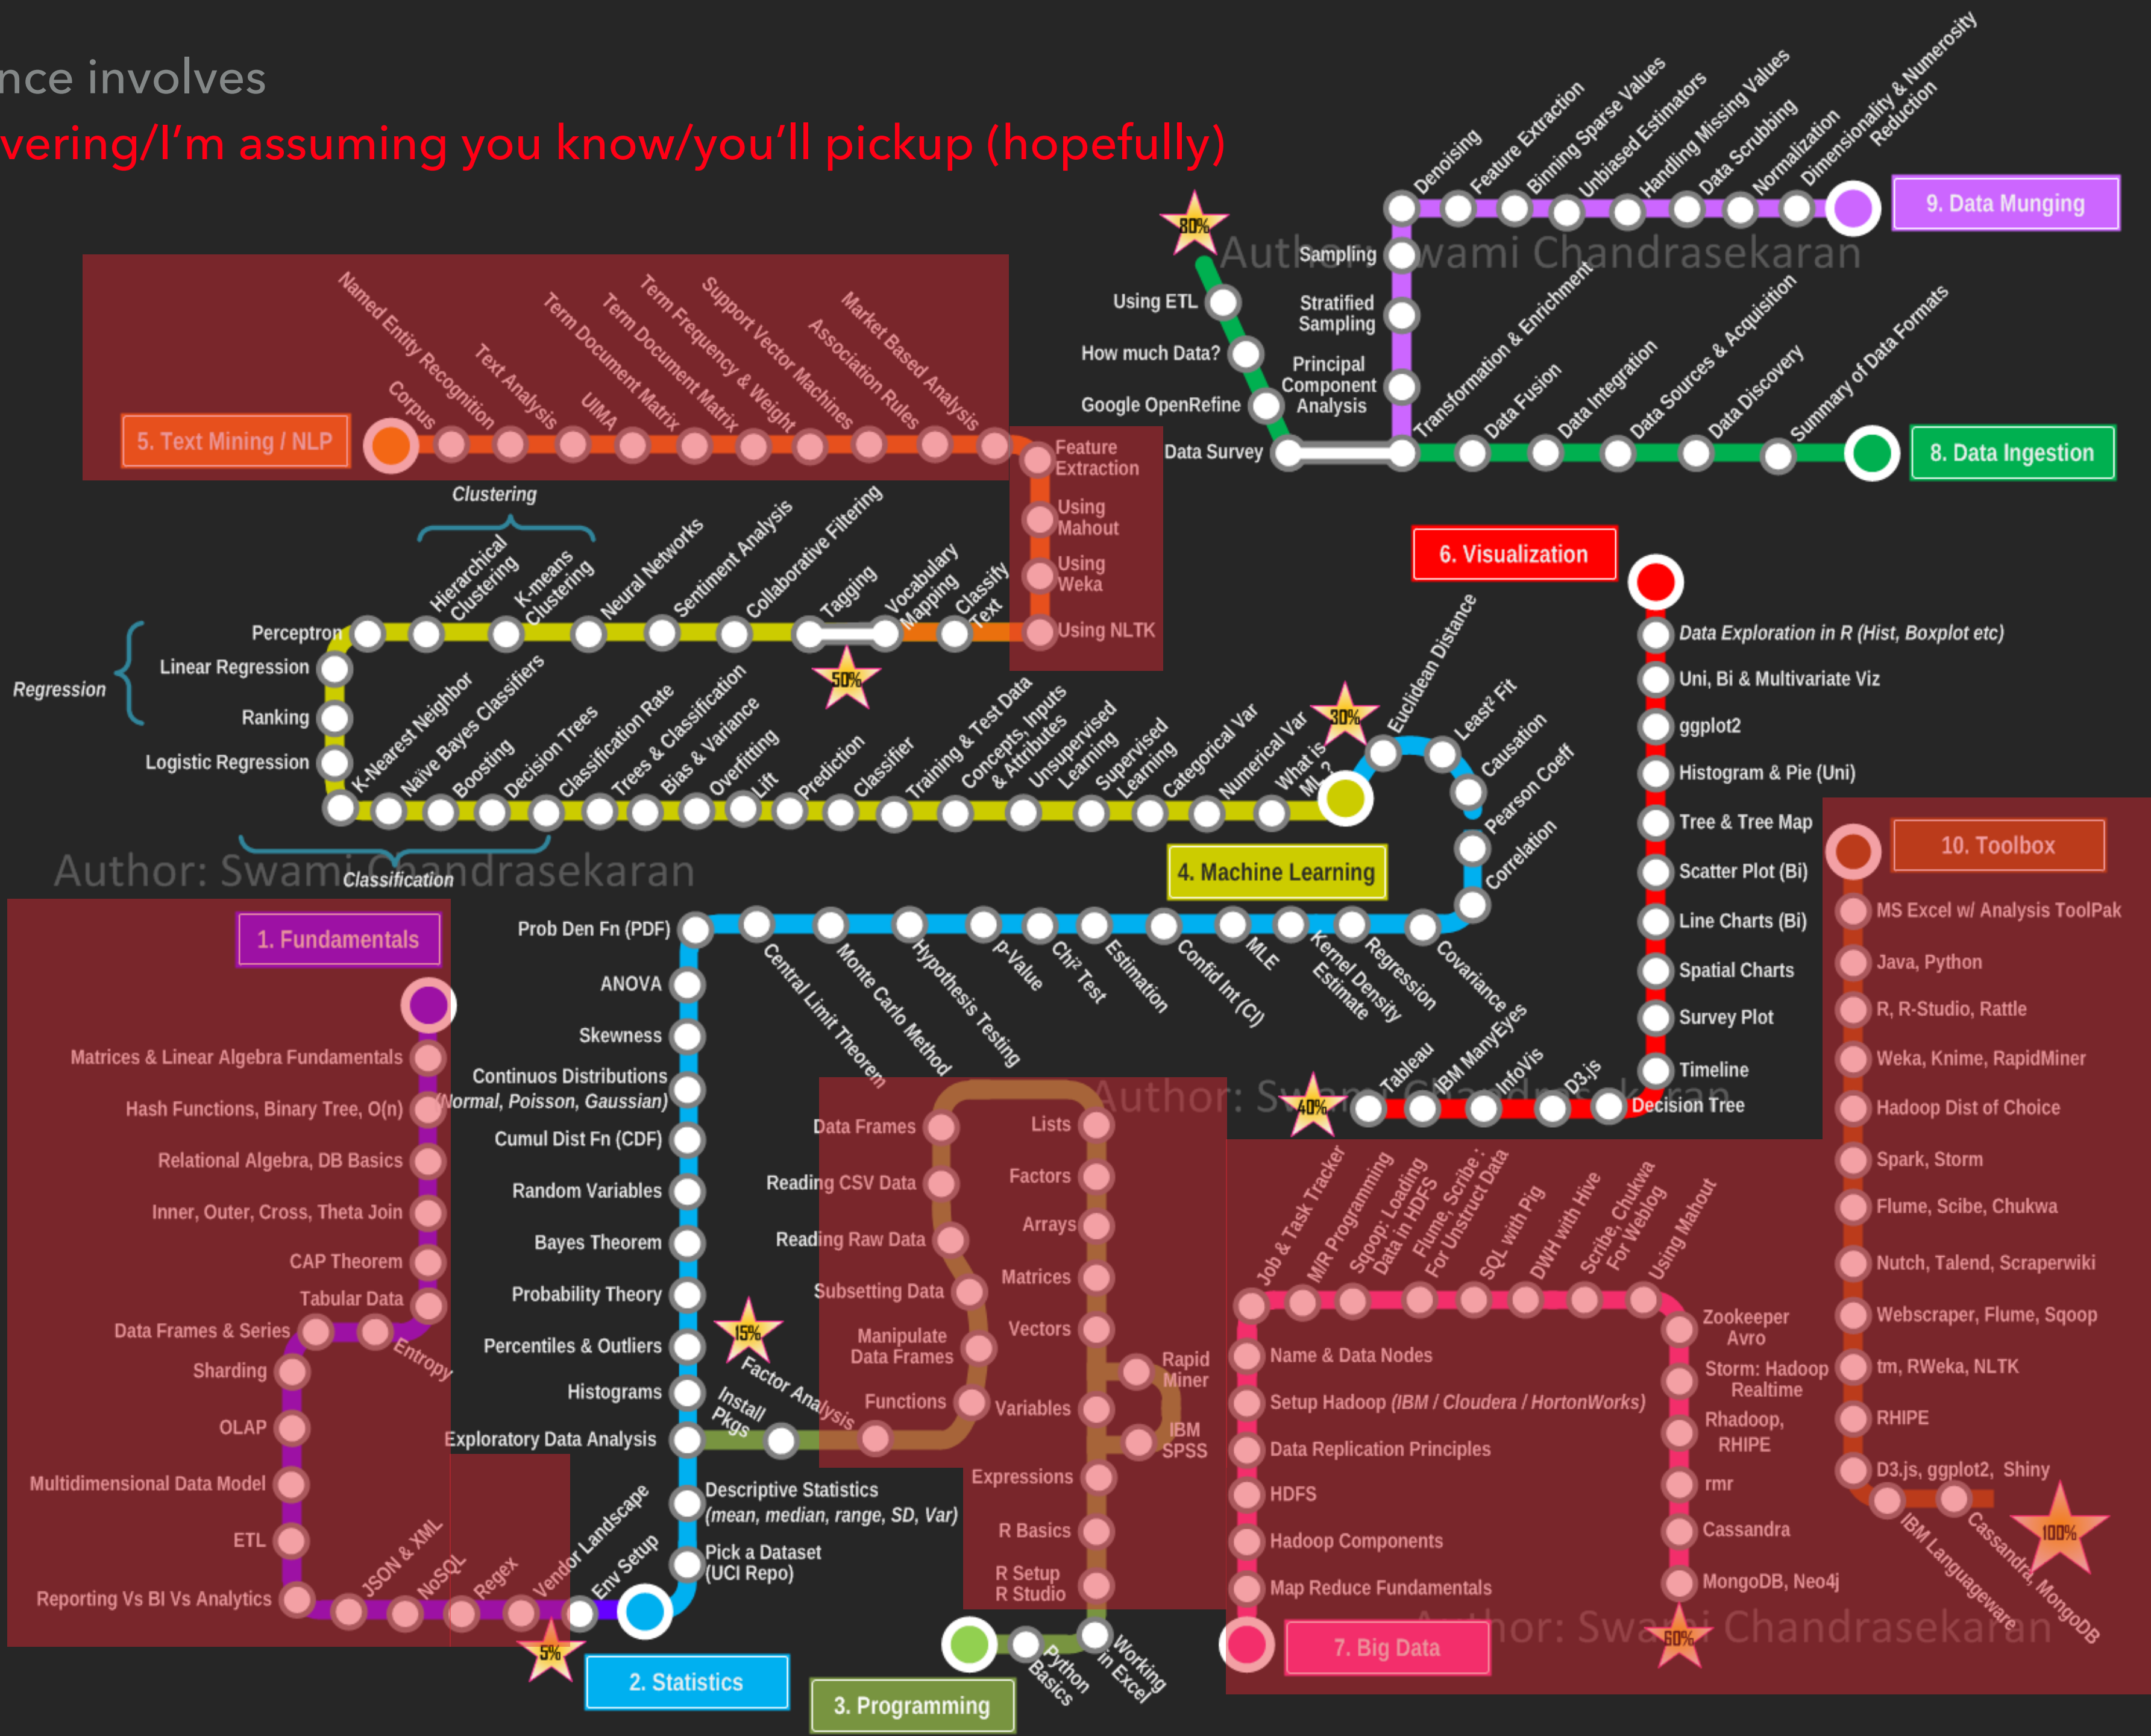 nce involves
vering/I'm assuming you know/you'll pickup (hopefully)
Denoising
Feature Extraction
Binning Sparse Values
Unbiased Estimators
Handling Missing Values
Data Scrubbing
Normalization
Dimensionality & Numerosity
Reduction
9. Data Munging
80%
Author: Swami Chandrasekaran
Sampling
Stratified
Sampling
Principal
Component
Analysis
Using ETL
How much Data?
Google OpenRefine
Data Survey
Transformation & Enrichment
Data Fusion
Data Integration
Data Sources & Acquisition
Data Discovery
Summary of Data Formats
8. Data Ingestion
5. Text Mining / NLP
Corpus
Named Entity Recognition
Text Analysis
UIMA
Term Document Matrix
Term Document Matrix
Term Frequency & Weight
Support Vector Machines
Association Rules
Market Based Analysis
Feature
Extraction
Using
Mahout
Using
Weka
Using NLTK
Classify
Text
Vocabulary
Mapping
Tagging
50%
Collaborative Filtering
Sentiment Analysis
Neural Networks
Clustering
K-means
Clustering
Hierarchical
Clustering
Perceptron
Linear Regression
Regression
Ranking
Logistic Regression
K-Nearest Neighbor
Naïve Bayes Classifiers
Boosting
Decision Trees
Classification Rate
Trees & Classification
Bias & Variance
Overfitting
Lift
Prediction
Classifier
Training & Test Data
Concepts, Inputs
& Attributes
Unsupervised
Learning
Supervised
Learning
Categorical Var
Numerical Var
What is
ML?
30%
Classification
Author: Swami Chandrasekaran
4. Machine Learning
Euclidean Distance
Least² Fit
Causation
Pearson Coeff
Correlation
Covariance
Regression
Kernel Density
Estimate
MLE
Confid Int (CI)
Estimation
Chi² Test
p-Value
Hypothesis Testing
Monte Carlo Method
Central Limit Theorem
Prob Den Fn (PDF)
ANOVA
Skewness
Continuos Distributions
(Normal, Poisson, Gaussian)
Cumul Dist Fn (CDF)
Random Variables
Bayes Theorem
Probability Theory
Percentiles & Outliers
Histograms
Exploratory Data Analysis
Descriptive Statistics
(mean, median, range, SD, Var)
Pick a Dataset
(UCI Repo)
2. Statistics
6. Visualization
Data Exploration in R (Hist, Boxplot etc)
Uni, Bi & Multivariate Viz
ggplot2
Histogram & Pie (Uni)
Tree & Tree Map
Scatter Plot (Bi)
Line Charts (Bi)
Spatial Charts
Survey Plot
Timeline
Decision Tree
D3.js
InfoVis
IBM ManyEyes
Tableau
40%
Author: Swami Chandrasekaran
1. Fundamentals
Matrices & Linear Algebra Fundamentals
Hash Functions, Binary Tree, O(n)
Relational Algebra, DB Basics
Inner, Outer, Cross, Theta Join
CAP Theorem
Tabular Data
Entropy
Data Frames & Series
Sharding
OLAP
Multidimensional Data Model
ETL
Reporting Vs BI Vs Analytics
JSON & XML
NoSQL
Regex
Vendor Landscape
Env Setup
5%
15%
Install
Pkgs
Factor Analysis
Data Frames
Reading CSV Data
Reading Raw Data
Subsetting Data
Manipulate
Data Frames
Functions
Lists
Factors
Arrays
Matrices
Vectors
Rapid
Miner
Variables
IBM
SPSS
Expressions
R Basics
R Setup
R Studio
Working
in Excel
Python
Basics
3. Programming
Job & Task Tracker
M/R Programming
Sqoop: Loading
Data in HDFS
Flume, Scribe :
For Unstruct Data
SQL with Pig
DWH with Hive
Scribe, Chukwa
For Weblog
Using Mahout
Zookeeper
Avro
Storm: Hadoop
Realtime
Rhadoop,
RHIPE
rmr
Cassandra
MongoDB, Neo4j
60%
Name & Data Nodes
Setup Hadoop (IBM / Cloudera / HortonWorks)
Data Replication Principles
HDFS
Hadoop Components
Map Reduce Fundamentals
7. Big Data
Author: Swami Chandrasekaran
10. Toolbox
MS Excel w/ Analysis ToolPak
Java, Python
R, R-Studio, Rattle
Weka, Knime, RapidMiner
Hadoop Dist of Choice
Spark, Storm
Flume, Scibe, Chukwa
Nutch, Talend, Scraperwiki
Webscraper, Flume, Sqoop
tm, RWeka, NLTK
RHIPE
D3.js, ggplot2, Shiny
IBM Languageware
Cassandra, MongoDB
100%